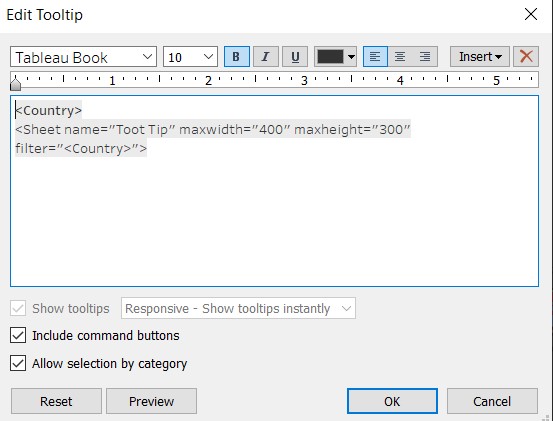 Edit Tooltip
Tableau Book 10 B I U Insert
1 2 3 4 5
<Country>
<Sheet name="Toot Tip" maxwidth="400" maxheight="300"
filter="<Country>">
Show tooltips Responsive - Show tooltips instantly
Include command buttons
Allow selection by category
Reset Preview OK Cancel